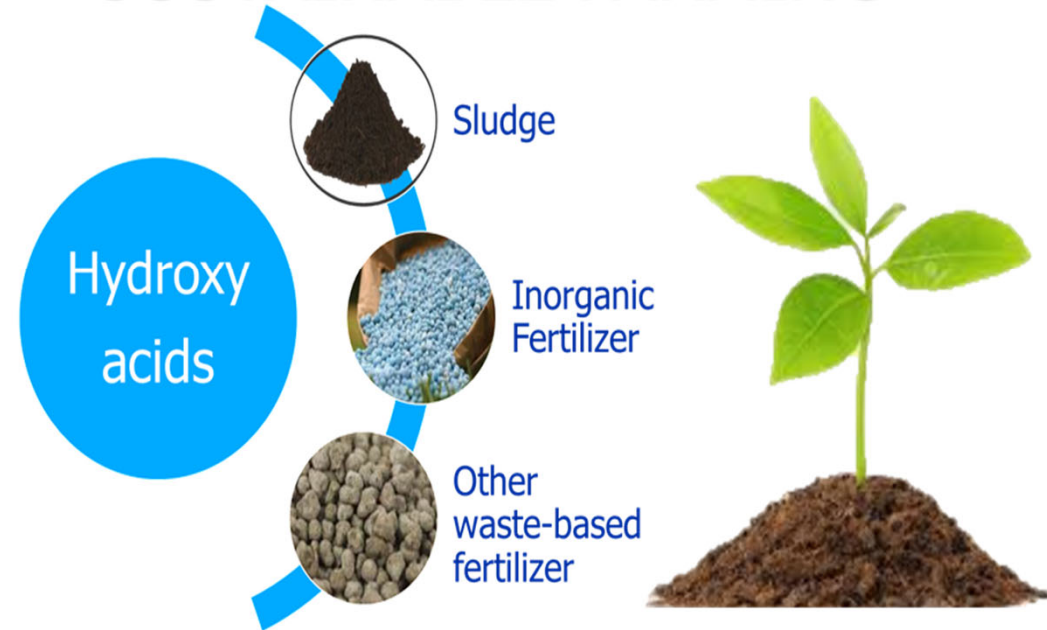 Hydroxy
acids
Sludge
Inorganic
Fertilizer
Other
waste-based
fertilizer